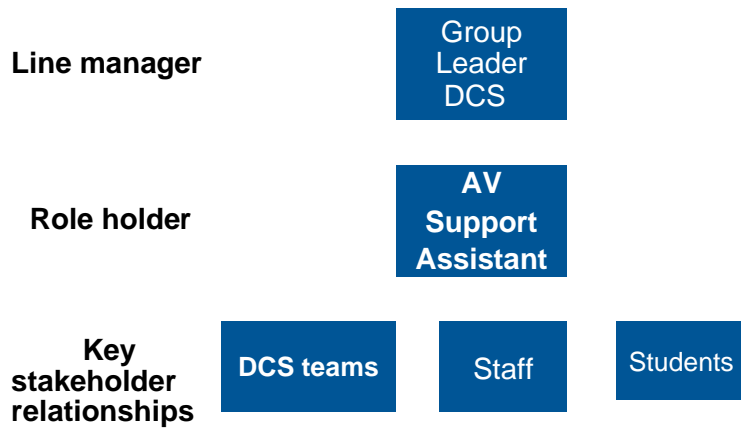 Line manager
Group
Leader
DCS
Role holder
AV
Support
Assistant
Key
stakeholder
relationships
DCS teams
Staff
Students